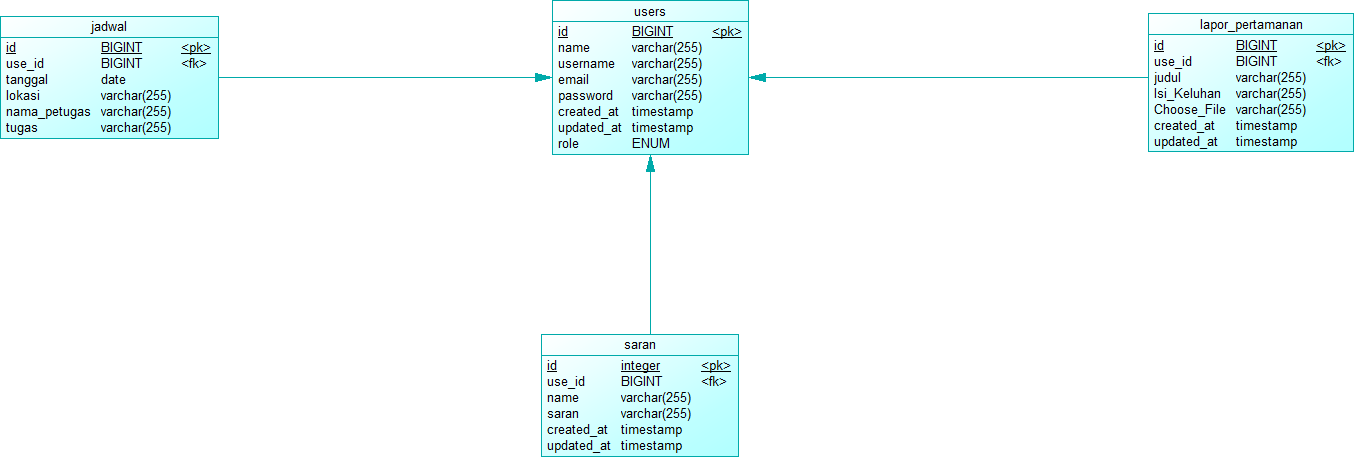 jadwal
id BIGINT <pk>
use_id BIGINT <fk>
tanggal date
lokasi varchar(255)
nama_petugas varchar(255)
tugas varchar(255)
users
id BIGINT <pk>
name varchar(255)
username varchar(255)
email varchar(255)
password varchar(255)
created_at timestamp
updated_at timestamp
role ENUM
lapor_pertamanan
id BIGINT <pk>
use_id BIGINT <fk>
judul varchar(255)
Isi_Keluhan varchar(255)
Choose_File varchar(255)
created_at timestamp
updated_at timestamp
saran
id integer <pk>
use_id BIGINT <fk>
name varchar(255)
saran varchar(255)
created_at timestamp
updated_at timestamp